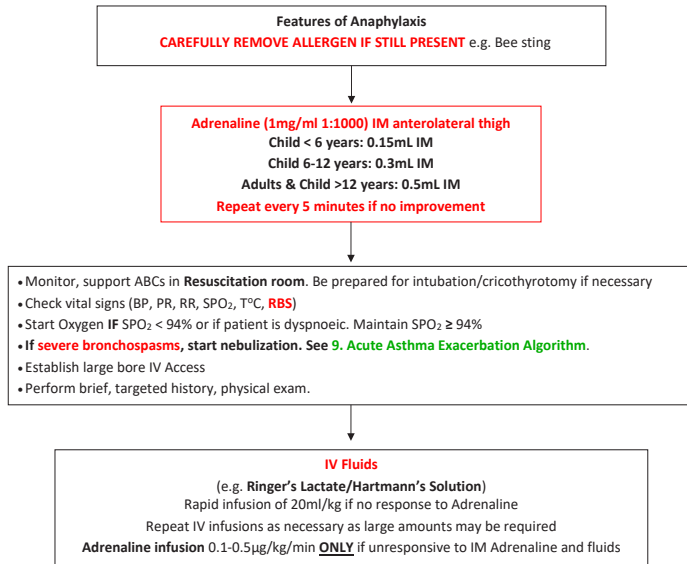 Features of Anaphylaxis
CAREFULLY REMOVE ALLERGEN IF STILL PRESENT e.g. Bee sting
Adrenaline (1mg/ml 1:1000) IM anterolateral thigh
Child < 6 years: 0.15mL IM
Child 6-12 years: 0.3mL IM
Adults & Child >12 years: 0.5mL IM
Repeat every 5 minutes if no improvement
• Monitor, support ABCs in Resuscitation room. Be prepared for intubation/cricothyrotomy if necessary
• Check vital signs (BP, PR, RR, SPO₂, T°C, RBS)
• Start Oxygen IF SPO₂ < 94% or if patient is dyspnoeic. Maintain SPO₂ ≥ 94%
• If severe bronchospasms, start nebulization. See 9. Acute Asthma Exacerbation Algorithm.
• Establish large bore IV Access
• Perform brief, targeted history, physical exam.
IV Fluids
(e.g. Ringer's Lactate/Hartmann's Solution)
Rapid infusion of 20ml/kg if no response to Adrenaline
Repeat IV infusions as necessary as large amounts may be required
Adrenaline infusion 0.1-0.5µg/kg/min ONLY if unresponsive to IM Adrenaline and fluids